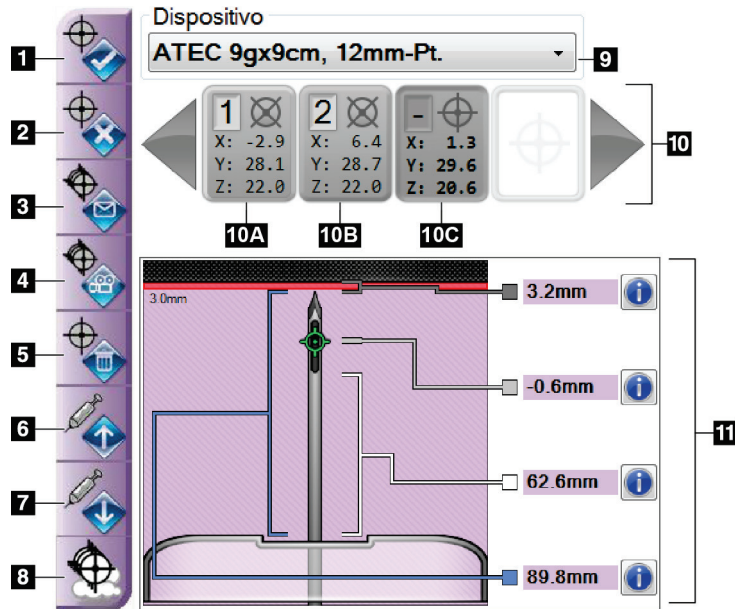 Dispositivo
ATEC 9gx9cm, 12mm-Pt.
1
9
2
1
X: -2.9
Y: 28.1
Z: 22.0
2
X: 6.4
Y: 28.7
Z: 22.0
-
X: 1.3
Y: 29.6
Z: 20.6
10
3
10A
10B
10C
4
3.0mm
3.2mm
i
5
-0.6mm
i
6
11
62.6mm
i
7
8
89.8mm
i